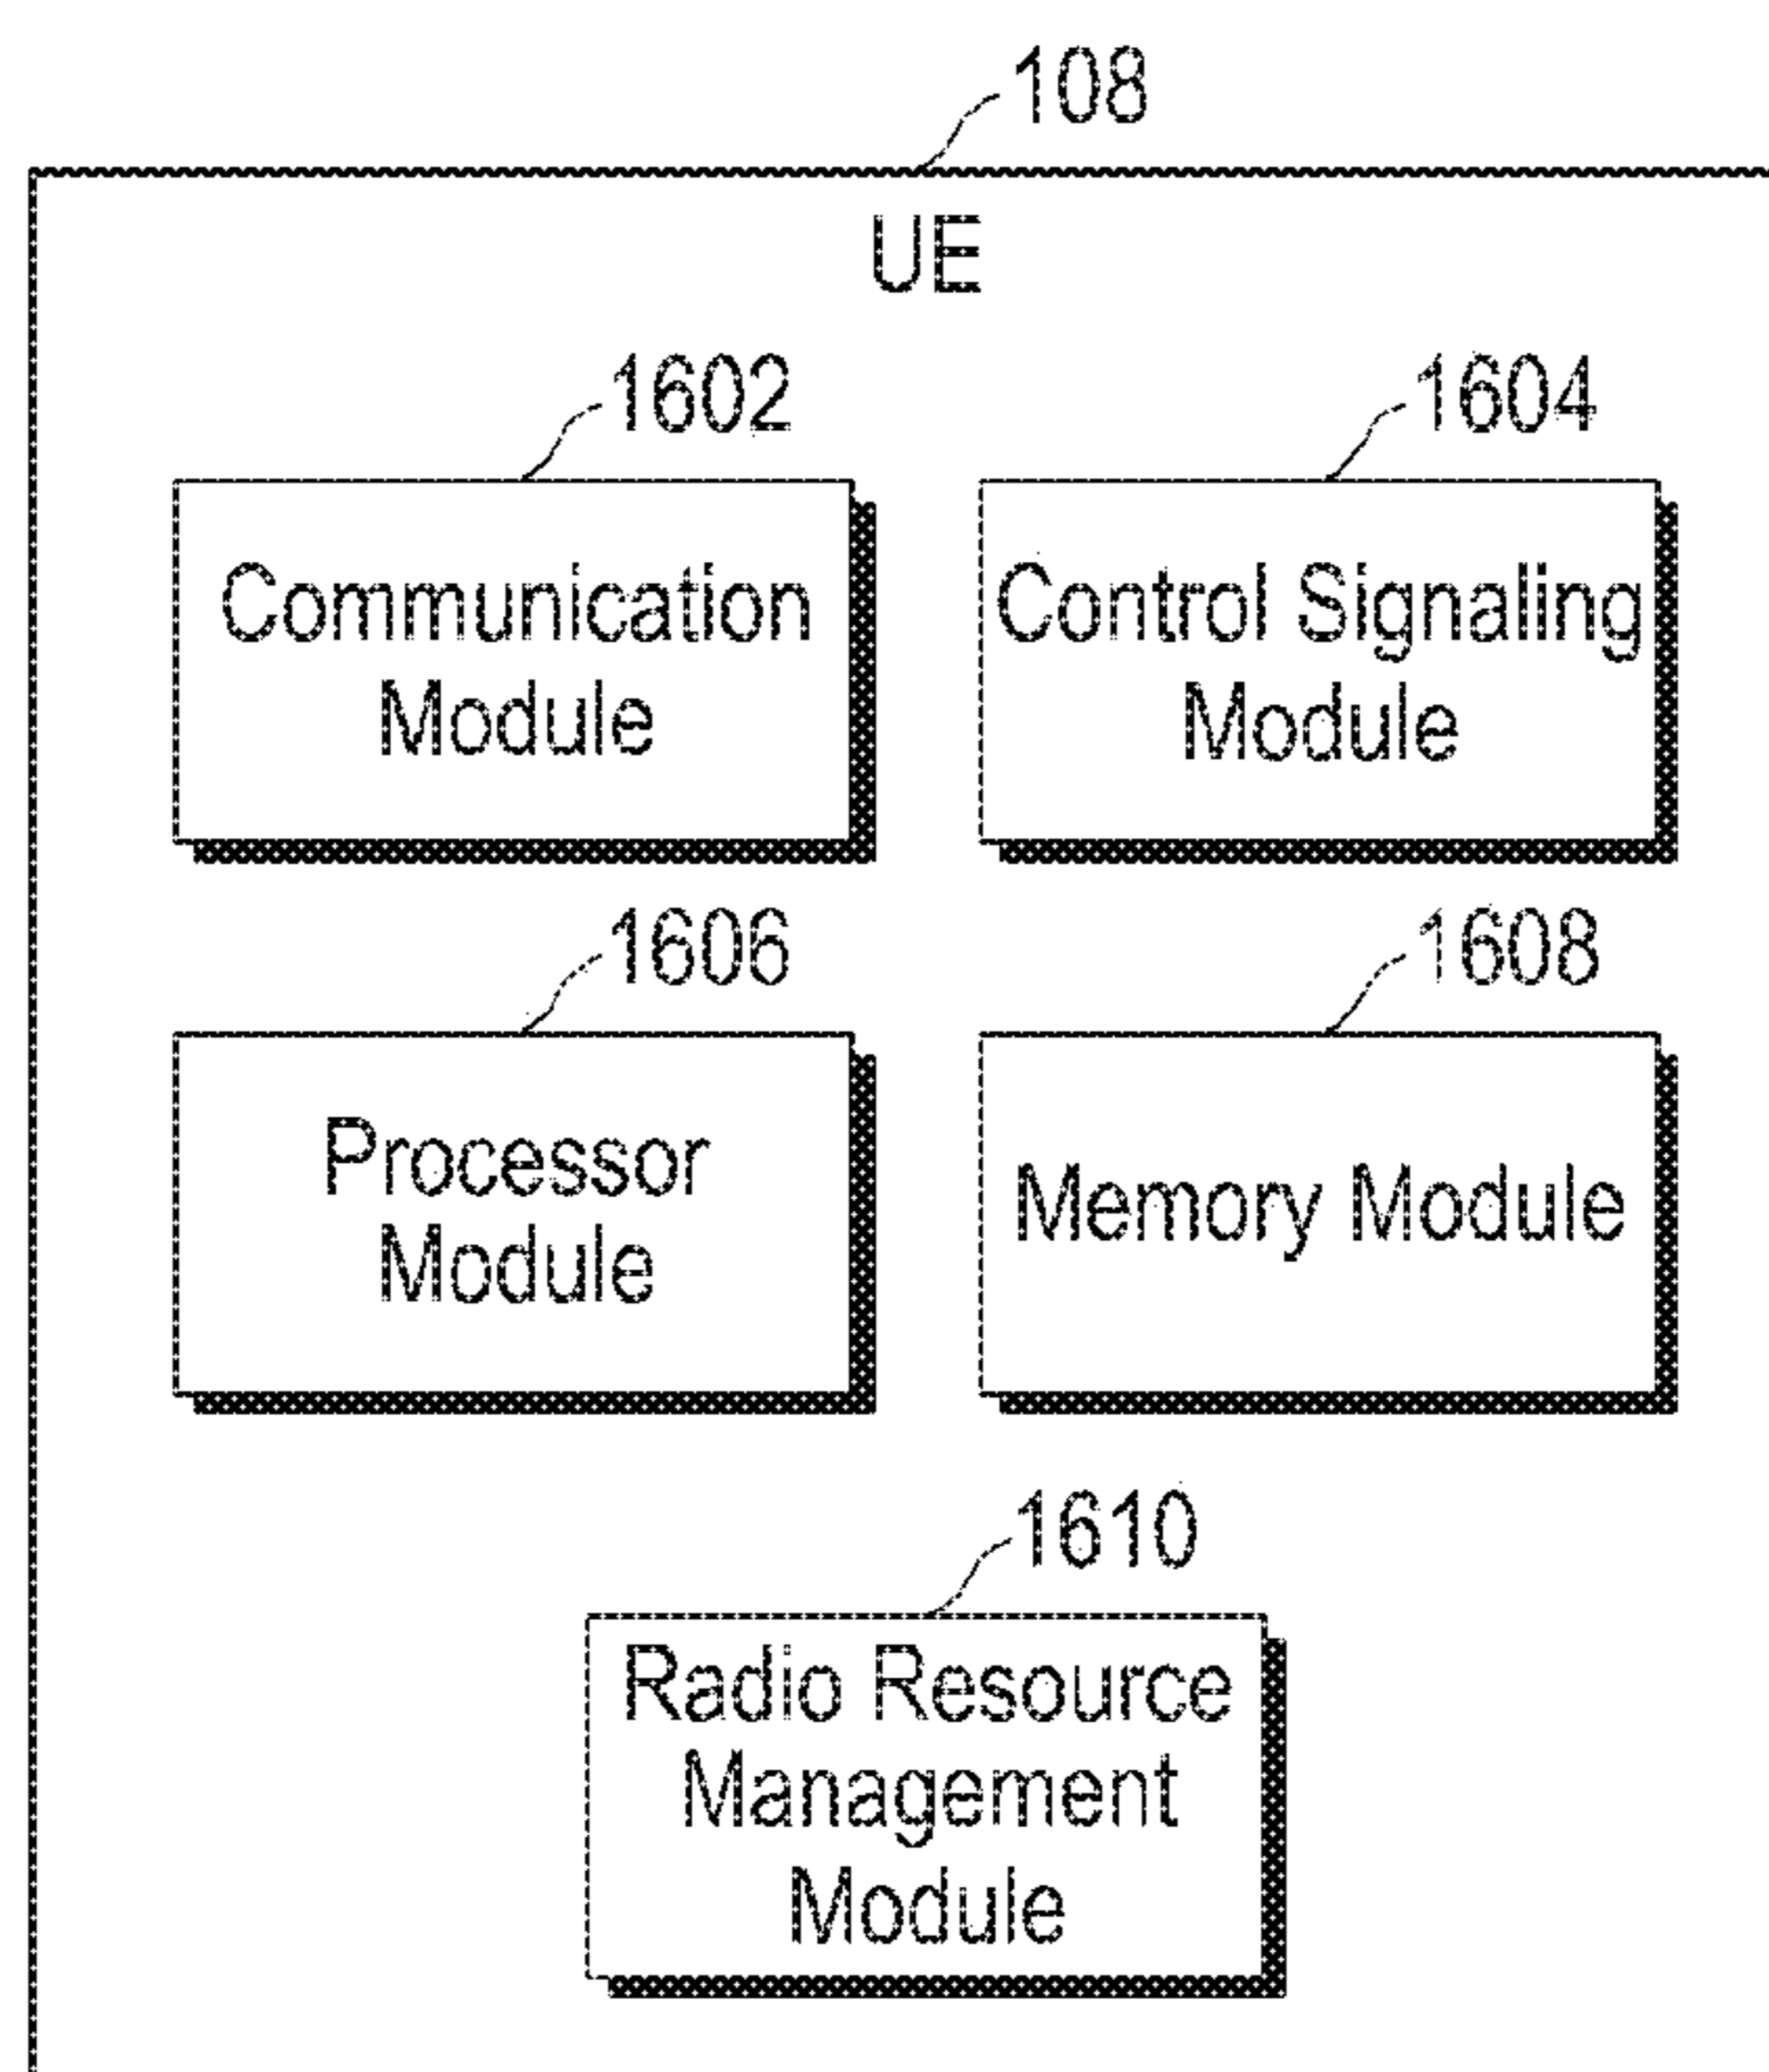 108
UE
1602
1604
Communication
Module
Control Signaling
Module
1606
1608
Processor
Module
Memory Module
1610
Radio Resource
Management
Module